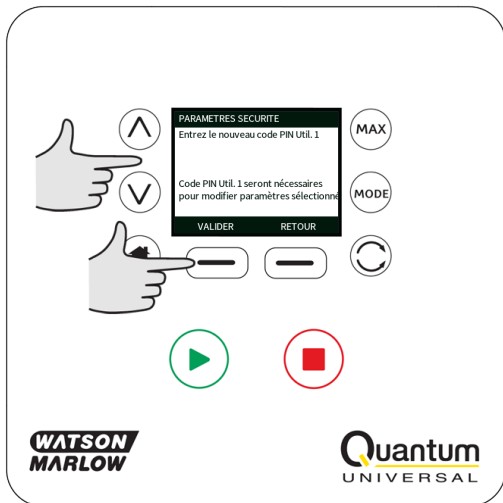 PARAMETRES SECURITE
Entrez le nouveau code PIN Util. 1
MAX
Code PIN Util. 1 seront nécessaires
pour modifier paramètres sélectionné
MODE
VALIDER RETOUR
WATSON
MARLOW
Quantum
UNIVERSAL